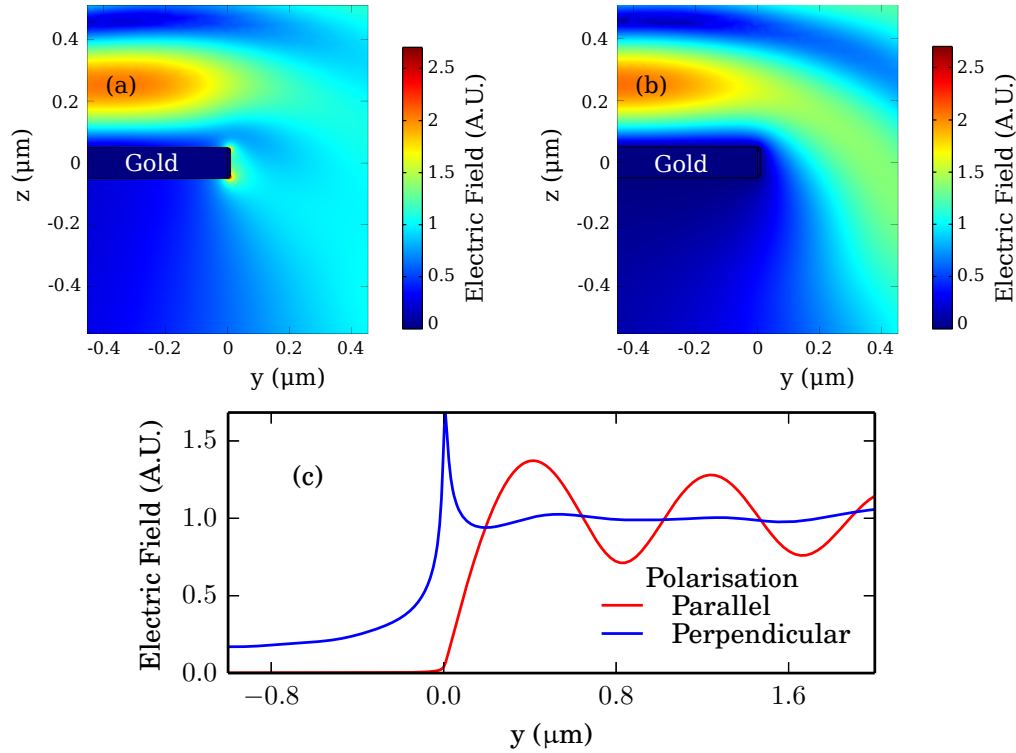 (a)
Gold
z (μm)
0.4
0.2
0
-0.2
-0.4
-0.4
-0.2
0
0.2
0.4
y (μm)
2.5
2
1.5
1
0.5
0
Electric Field (A.U.)
(b)
Gold
z (μm)
0.4
0.2
0
-0.2
-0.4
-0.4
-0.2
0
0.2
0.4
y (μm)
2.5
2
1.5
1
0.5
0
Electric Field (A.U.)
(c)
Electric Field (A.U.)
1.5
1.0
0.5
0.0
Polarisation
Parallel
Perpendicular
−0.8
0.0
0.8
1.6
y (μm)